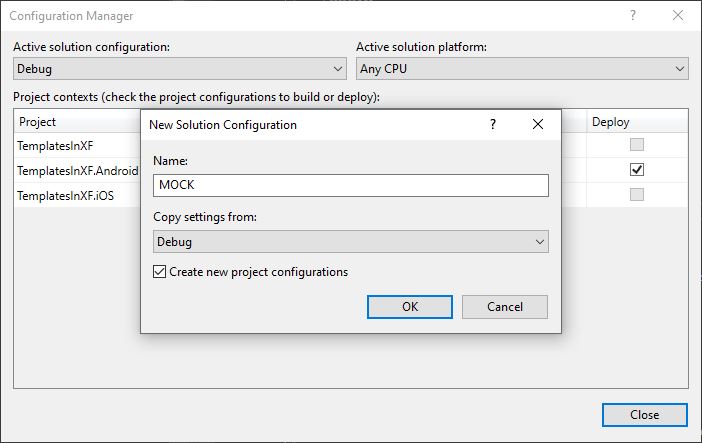 Configuration Manager
? ×
Active solution configuration:
Active solution platform:
Debug
Any CPU
Project contexts (check the project configurations to build or deploy):
Project
Deploy
TemplatesInXF
TemplatesInXF.Android
TemplatesInXF.iOS
New Solution Configuration
? ×
Name:
MOCK
Copy settings from:
Debug
Create new project configurations
OK
Cancel
Close